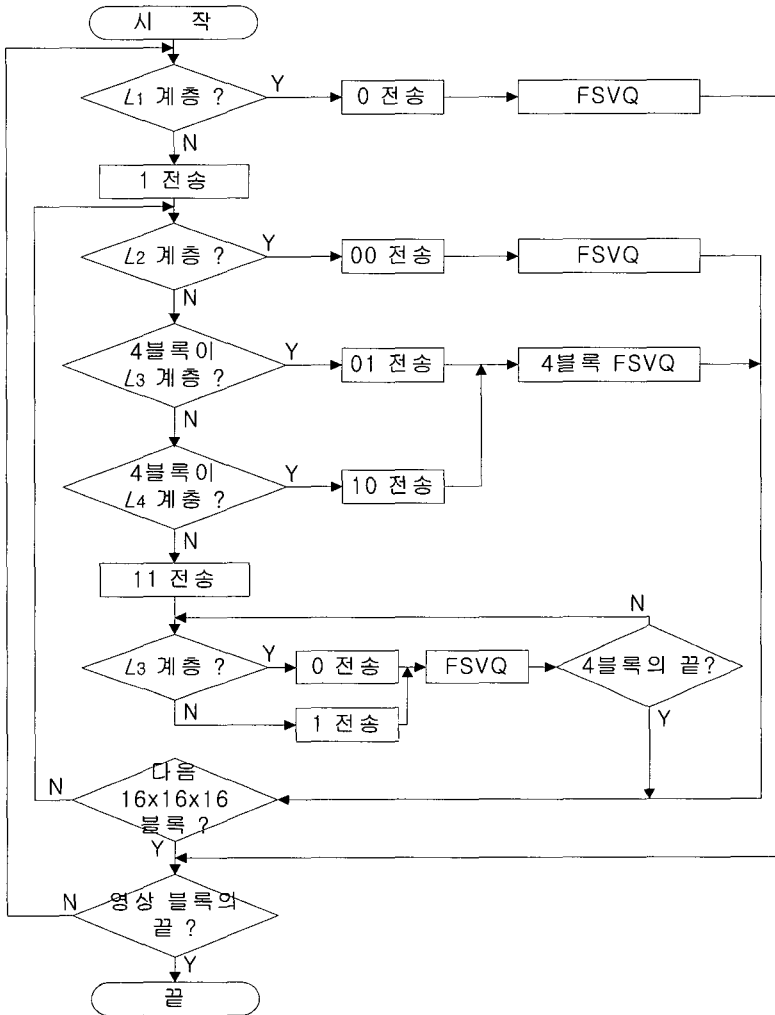 시 작
L1 계층 ?
Y
0 전송
FSVQ
N
1 전송
L2 계층 ?
Y
00 전송
FSVQ
N
4블록이
L3 계층 ?
Y
01 전송
4블록 FSVQ
N
4블록이
L4 계층 ?
Y
10 전송
N
11 전송
N
L3 계층 ?
Y
0 전송
FSVQ
4블록의 끝?
N
1 전송
Y
N
다음
16x16x16
블록 ?
Y
N
영상 블록의
끝 ?
Y
끝